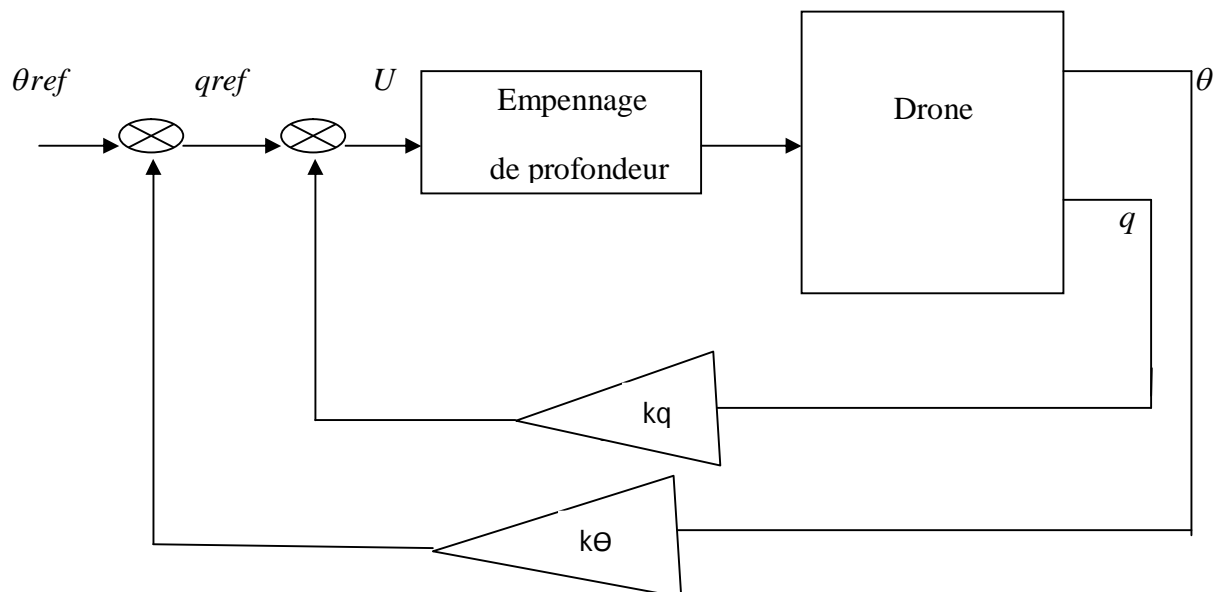 θref
qref
U
Empennage
de profondeur
Drone
θ
q
kq
kΘ